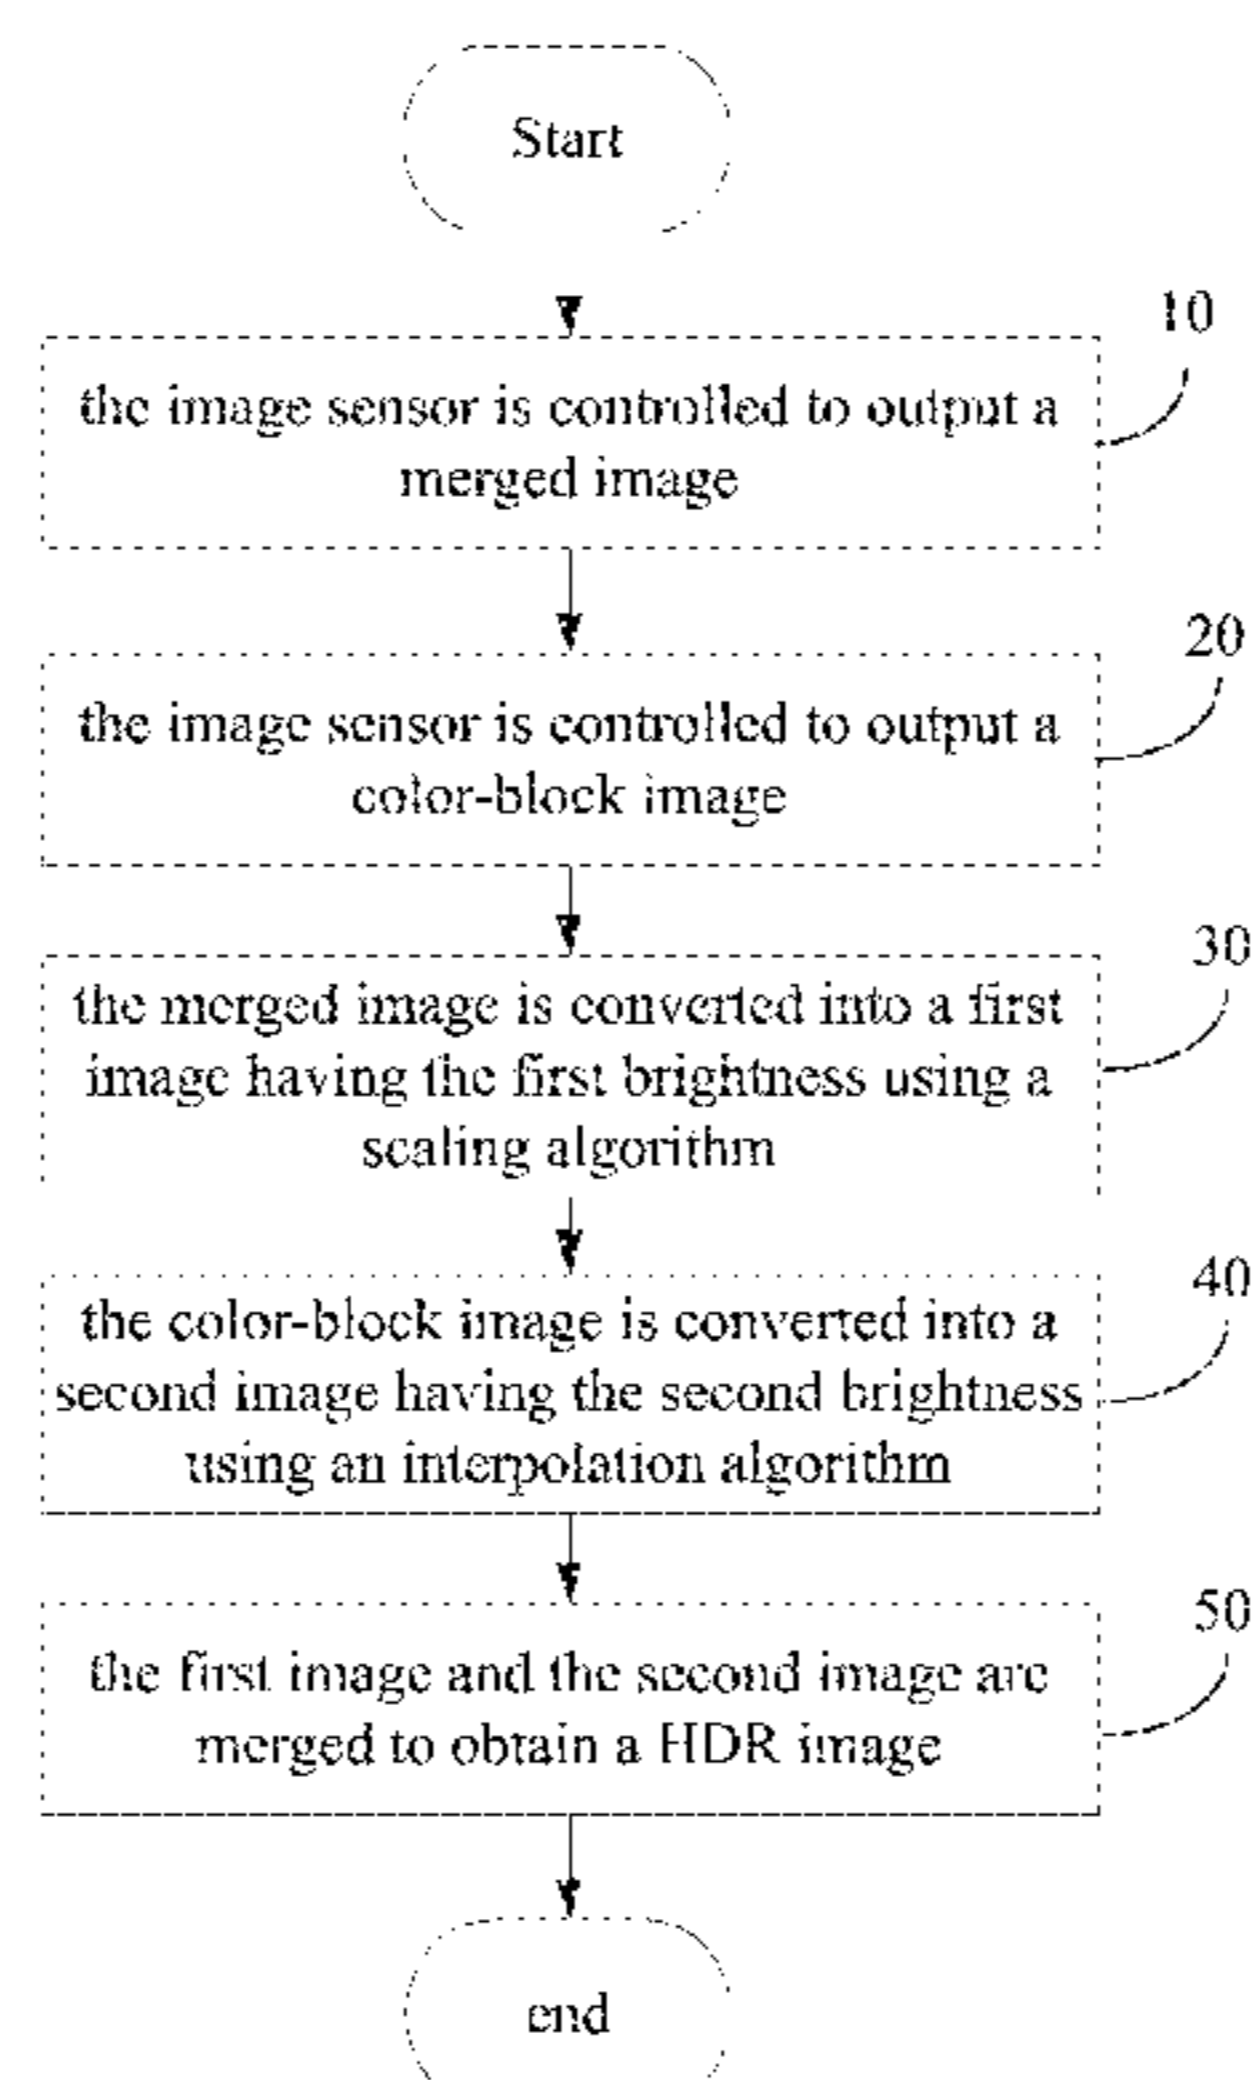 Start
10
the image sensor is controlled to output a
merged image
20
the image sensor is controlled to output a
color-block image
30
the merged image is converted into a first
image having the first brightness using a
scaling algorithm
40
the color-block image is converted into a
second image having the second brightness
using an interpolation algorithm
50
the first image and the second image are
merged to obtain a HDR image
end